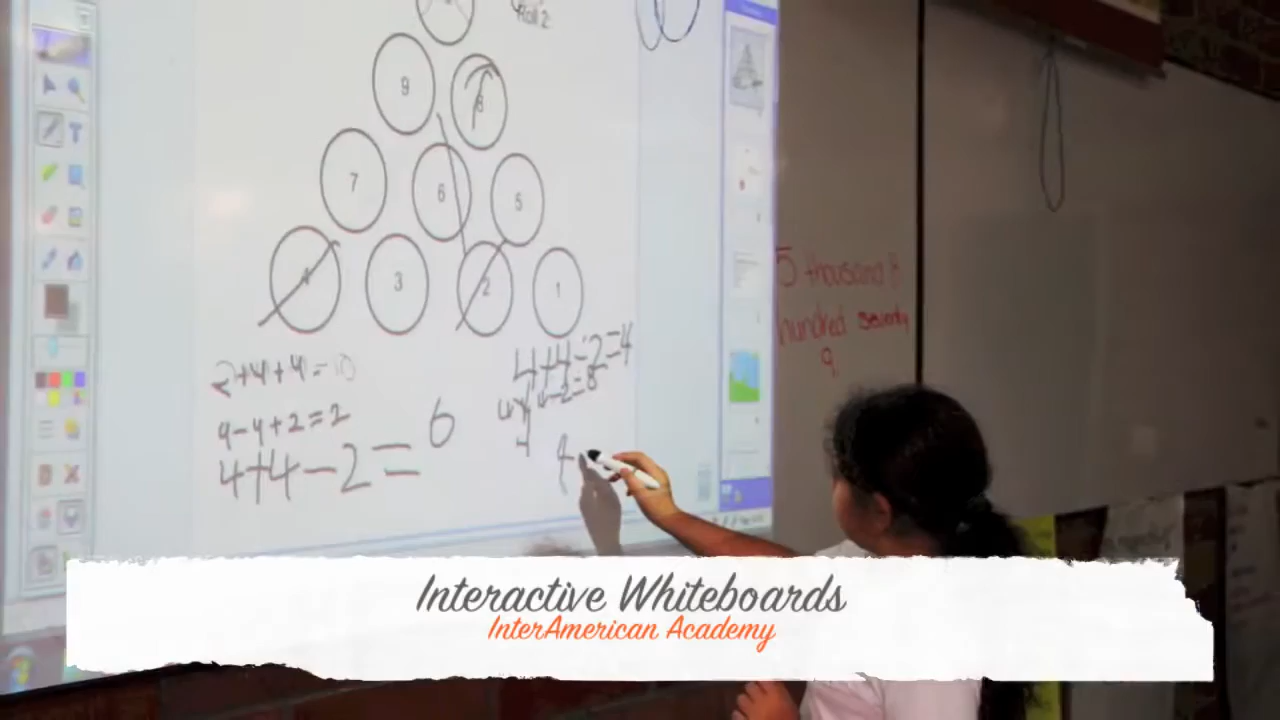 Roll 2
9
8
7 6 5
4 3 2 1
2+4+4=10
4-4+2=2
4+4-2=6
4+4-2=4
4-2=8
4
5 thousand
hundred seventy
9
Interactive Whiteboards
InterAmerican Academy